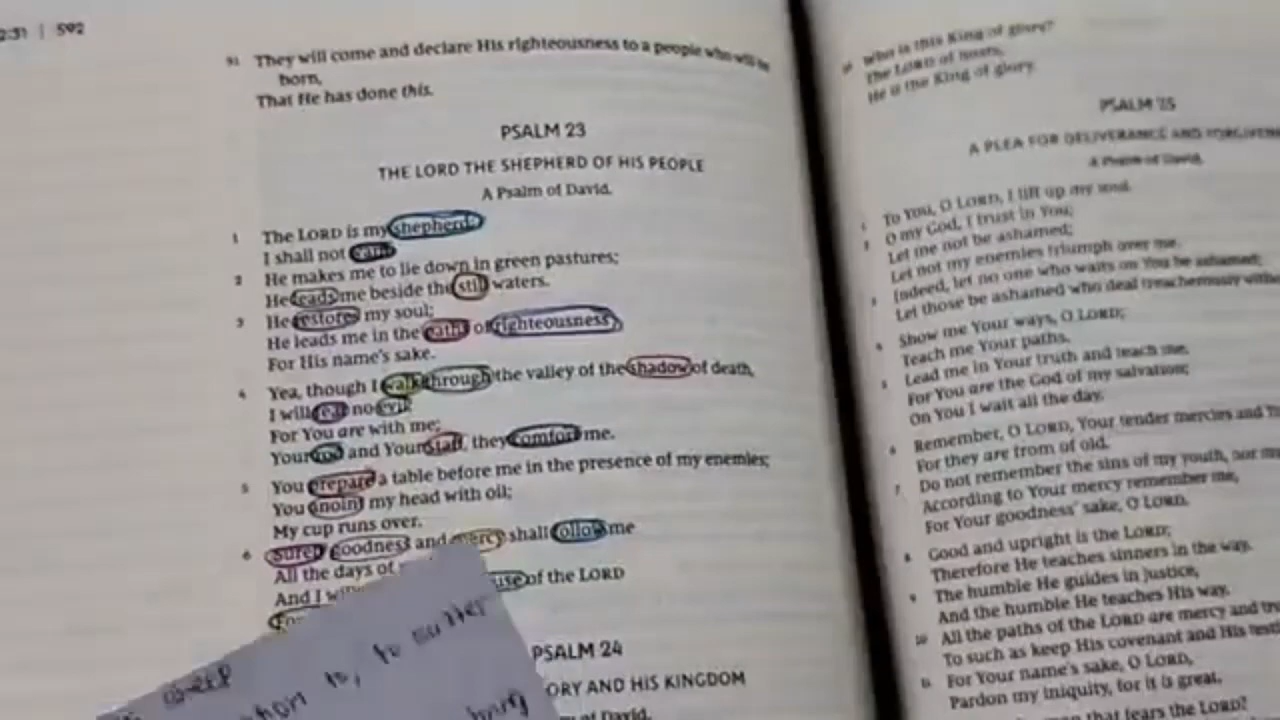 2:31 | 592
31 They will come and declare His righteousness to a people who will be
born,
That He has done this.
PSALM 23
THE LORD THE SHEPHERD OF HIS PEOPLE
A Psalm of David.
1 The LORD is my shepherd;
I shall not want.
2 He makes me to lie down in green pastures;
He leads me beside the still waters.
3 He restores my soul;
He leads me in the paths of righteousness
For His name's sake.
4 Yea, though I walk through the valley of the shadow of death,
I will fear no evil;
For You are with me;
Your rod and Your staff, they comfort me.
5 You prepare a table before me in the presence of my enemies;
You anoint my head with oil;
My cup runs over.
6 Surely goodness and mercy shall follow me
All the days of
And I
of the LORD
PSALM 24
ORY AND HIS KINGDOM
of David.
Who is this King of glory?
The LORD of hosts,
He is the King of glory.
PSALM 25
A PLEA FOR DELIVERANCE AND FORGIVEN
A Psalm of David.
1 To You, O LORD, I lift up my soul.
2 O my God, I trust in You;
Let me not be ashamed;
Let not my enemies triumph over me.
3 Indeed, let no one who waits on You be ashamed;
Let those be ashamed who deal treacherously
4 Show me Your ways, O LORD;
Teach me Your paths.
5 Lead me in Your truth and teach me,
For You are the God of my salvation;
On You I wait all the day.
6 Remember, O LORD, Your tender mercies and
For they are from of old.
7 Do not remember the sins of my youth, nor
According to Your mercy remember me,
For Your goodness' sake, O LORD.
8 Good and upright is the LORD;
Therefore He teaches sinners in the way.
9 The humble He guides in justice,
And the humble He teaches His way.
10 All the paths of the LORD are mercy and
To such as keep His covenant and His
11 For Your name's sake, O LORD,
Pardon my iniquity, for it is great.
that fears the LORD?